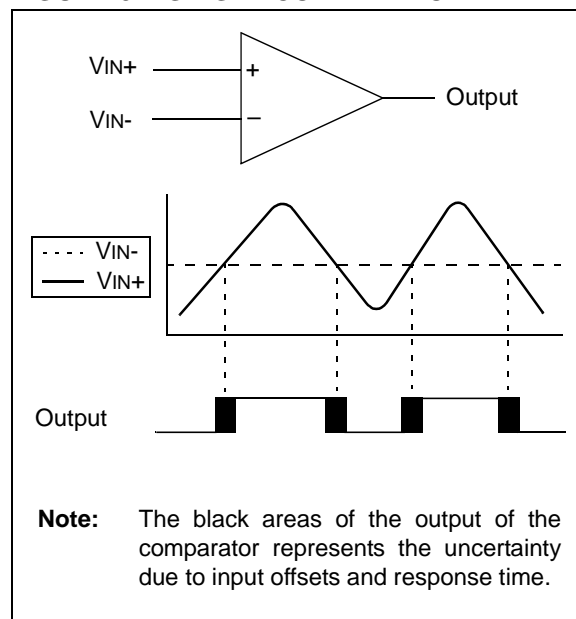 VIN+
+
Output
VIN-
–
VIN-
VIN+
Output
Note: The black areas of the output of the
comparator represents the uncertainty
due to input offsets and response time.